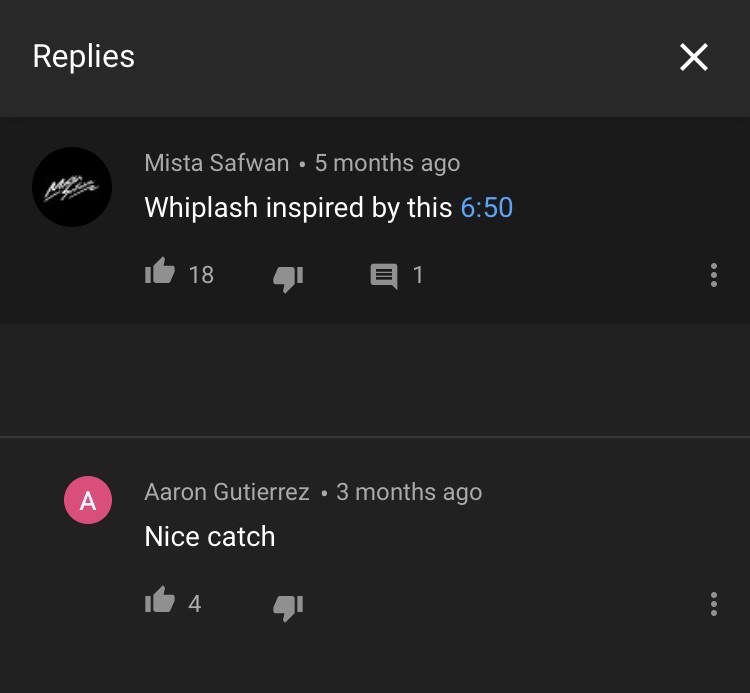 Replies
Mista Safwan • 5 months ago
Whiplash inspired by this 6:50
18
1
A
Aaron Gutierrez • 3 months ago
Nice catch
4